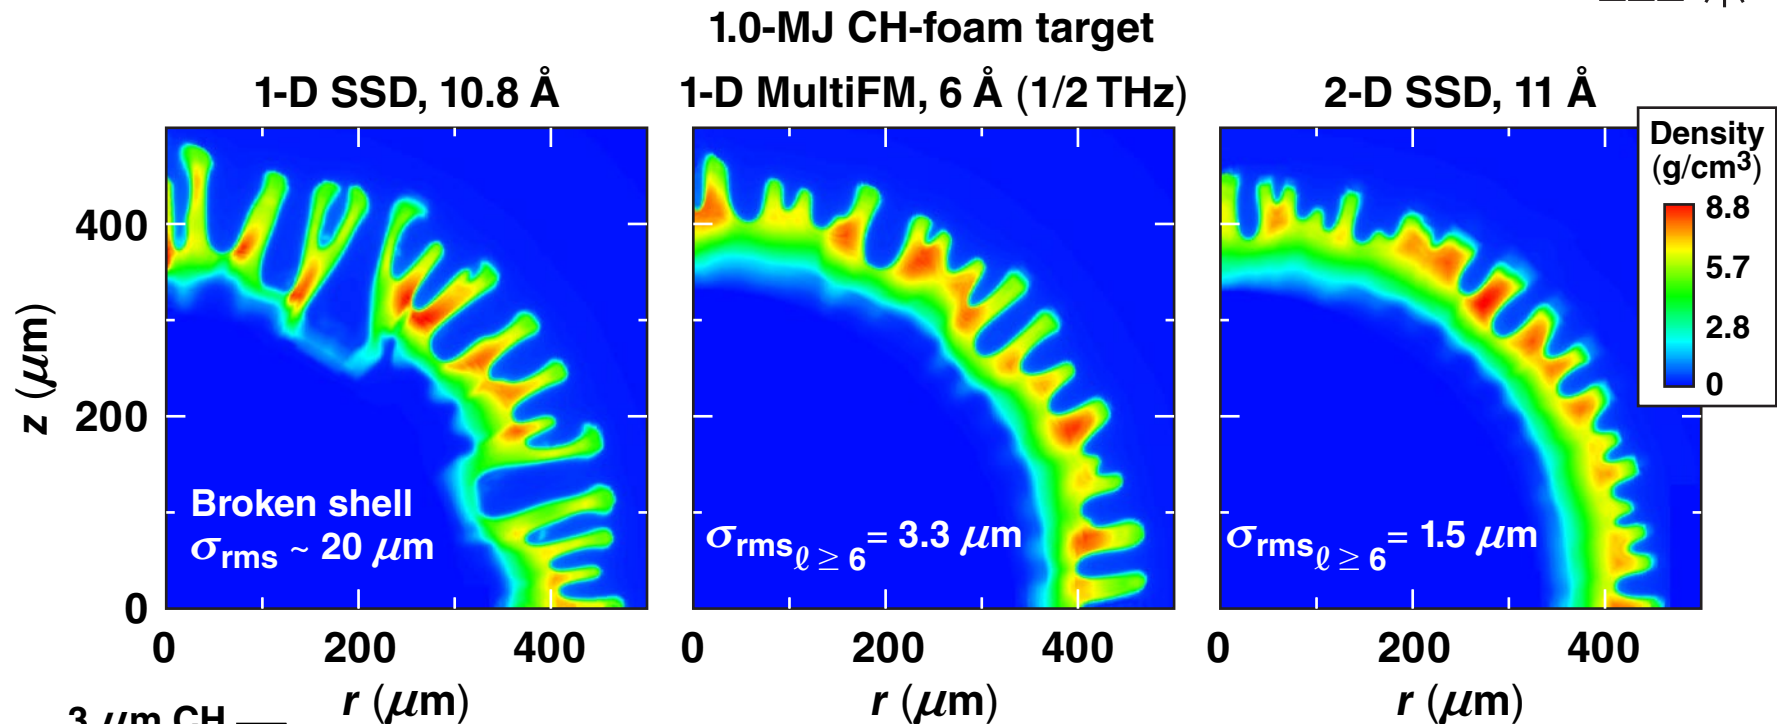 1.0-MJ CH-foam target
1-D SSD, 10.8 Å
1-D MultiFM, 6 Å (1/2 THz)
2-D SSD, 11 Å
Density
(g/cm³)
8.8
5.7
2.8
0
z (μm)
400
200
0
Broken shell
σrms ~ 20 μm
σrms ℓ ≥ 6 = 3.3 μm
σrms ℓ ≥ 6 = 1.5 μm
0 200 400
0 200 400
0 200 400
r (μm)
r (μm)
r (μm)
3 μm CH